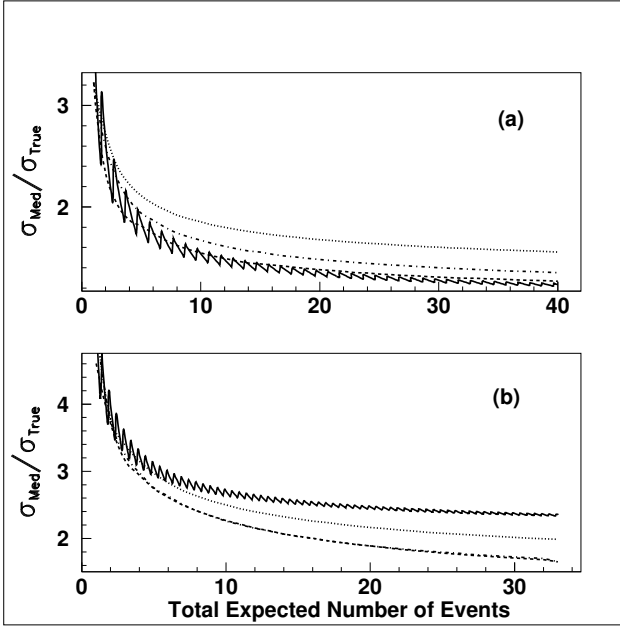 σMed/σTrue
3
2
(a)
0
10
20
30
40
σMed/σTrue
4
3
2
(b)
0
10
20
30
Total Expected Number of Events